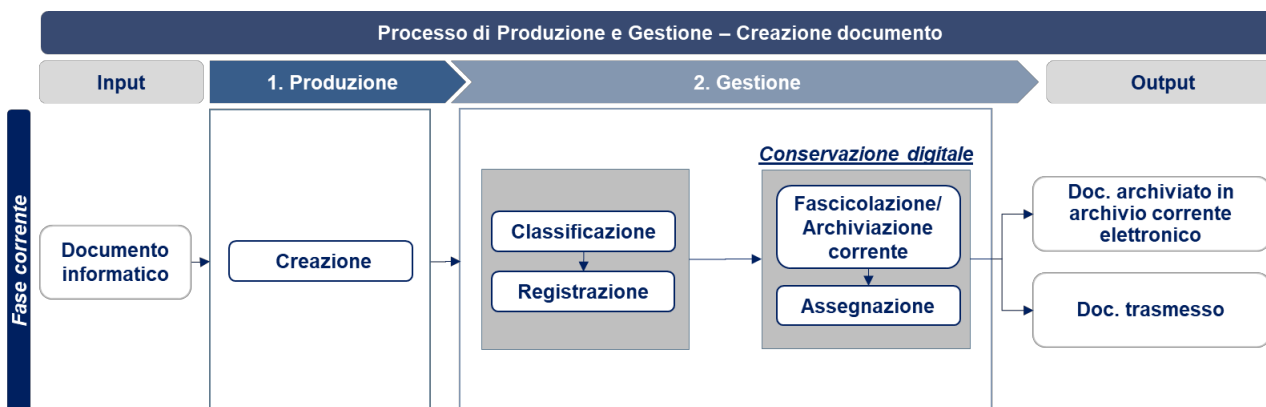 Processo di Produzione e Gestione – Creazione documento
Input
1. Produzione
2. Gestione
Output
Fase corrente
Documento
informatico
Creazione
Classificazione
Registrazione
Conservazione digitale
Fascicolazione/
Archiviazione
corrente
Assegnazione
Doc. archiviato in
archivio corrente
elettronico
Doc. trasmesso